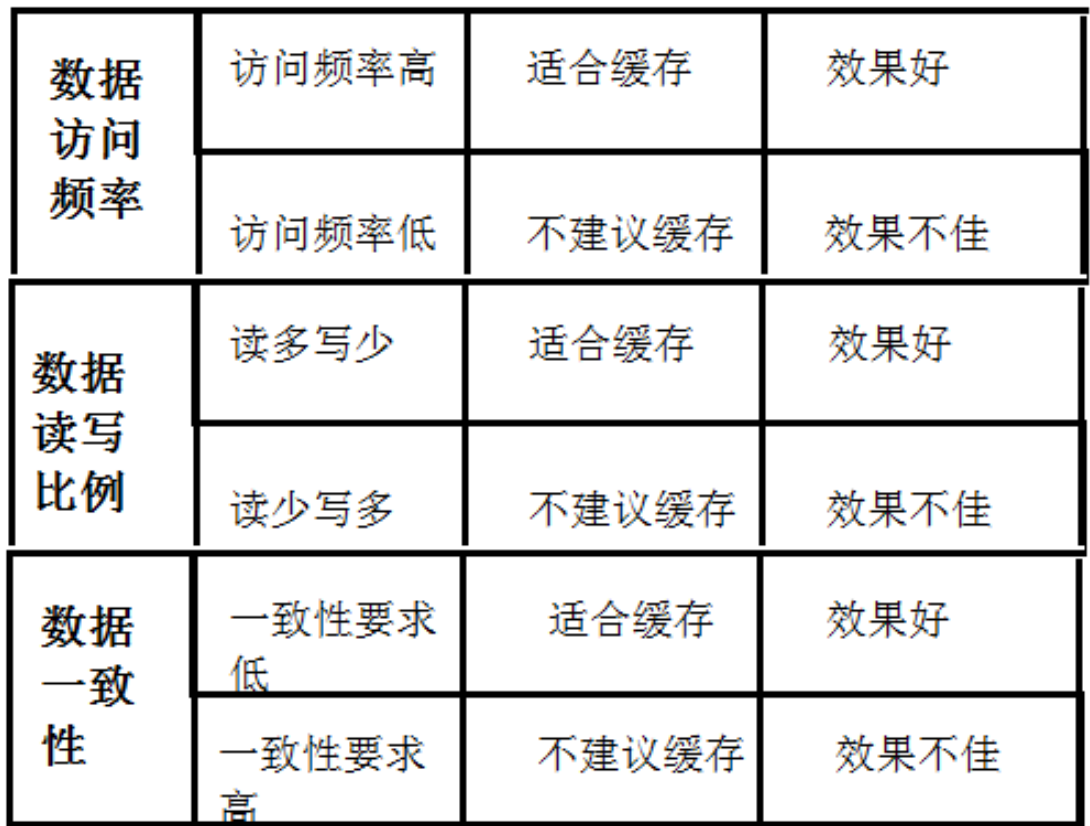 数据
访问
频率
访问频率高
适合缓存
效果好
访问频率低
不建议缓存
效果不佳
数据
读写
比例
读多写少
适合缓存
效果好
读少写多
不建议缓存
效果不佳
数据
一致
性
一致性要求
低
适合缓存
效果好
一致性要求
高
不建议缓存
效果不佳